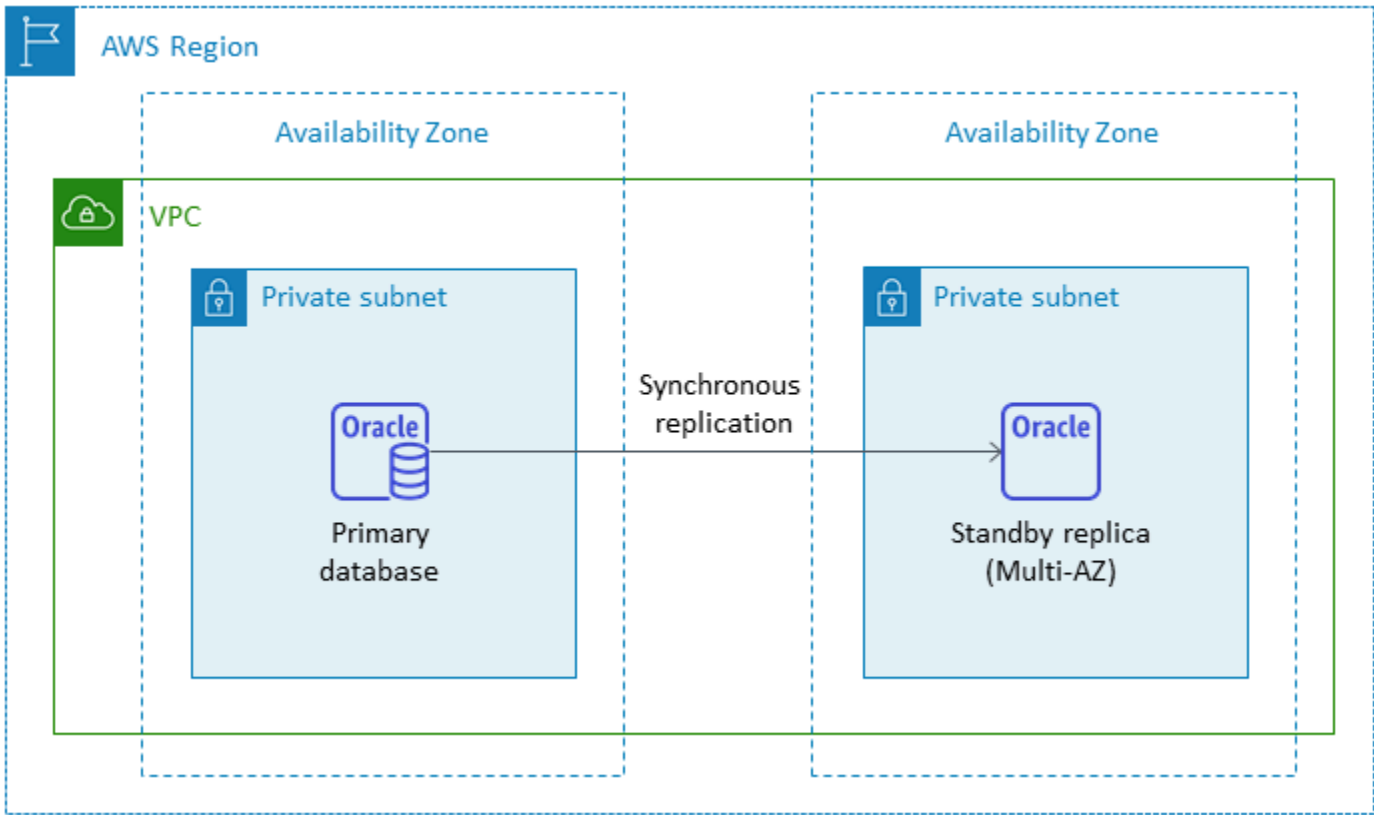 AWS Region
Availability Zone
Availability Zone
VPC
Private subnet
Private subnet
Synchronous
replication
Oracle
Oracle
Primary
database
Standby replica
(Multi-AZ)